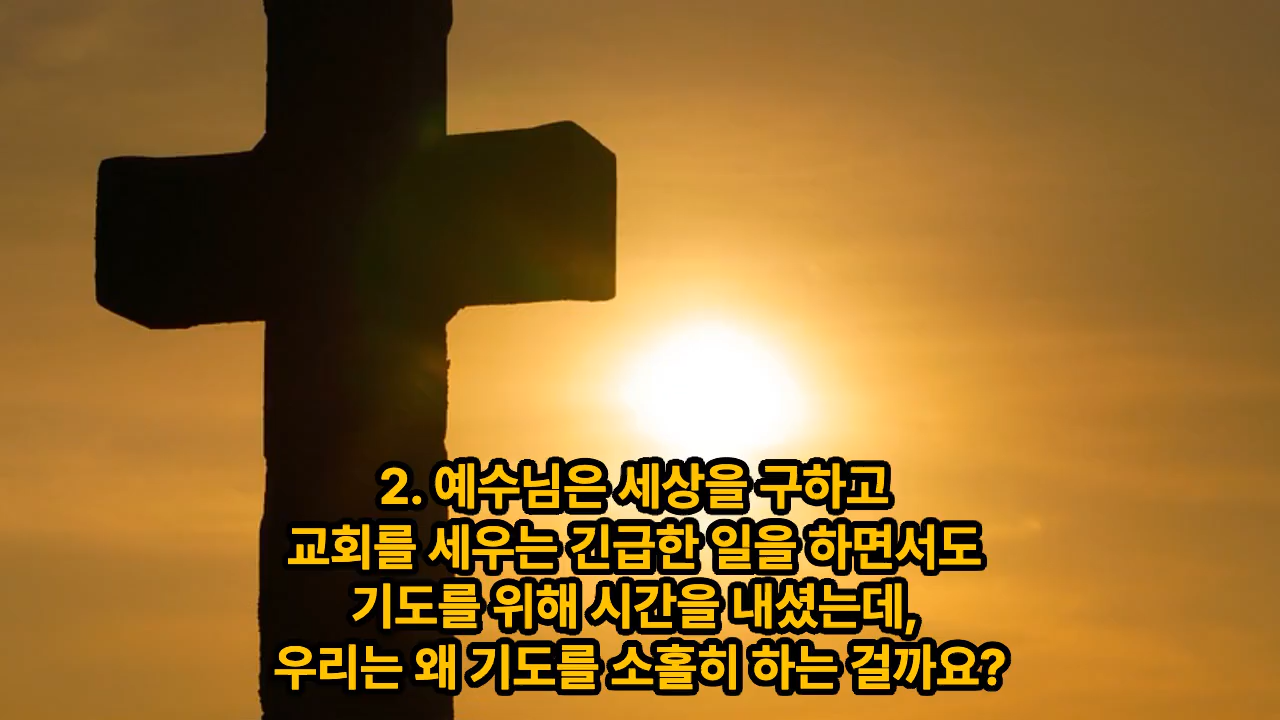 2. 예수님은 세상을 구하고
교회를 세우는 긴급한 일을 하면서도
기도를 위해 시간을 내셨는데,
우리는 왜 기도를 소홀히 하는 걸까요?